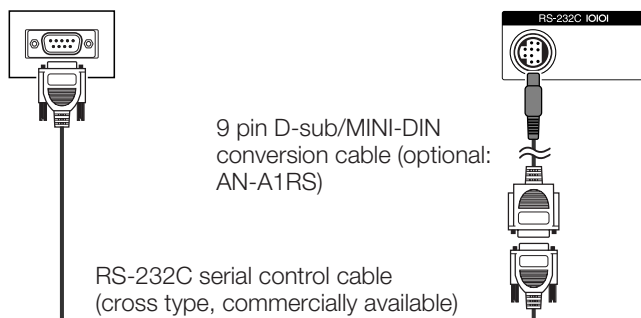 RS-232C IOIOI
9 pin D-sub/MINI-DIN
conversion cable (optional:
AN-A1RS)
RS-232C serial control cable
(cross type, commercially available)